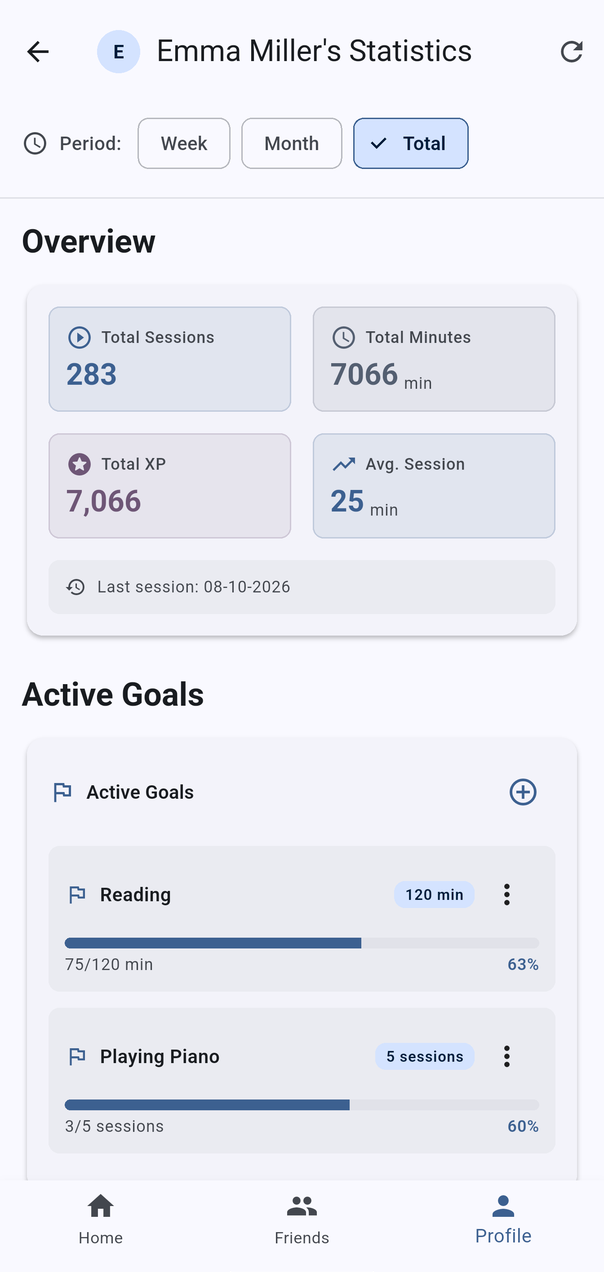 E Emma Miller's Statistics
Period: Week Month Total
Overview
Total Sessions
283
Total Minutes
7066 min
Total XP
7,066
Avg. Session
25 min
Last session: 08-10-2026
Active Goals
Active Goals
Reading 120 min
75/120 min 63%
Playing Piano 5 sessions
3/5 sessions 60%
Home Friends Profile